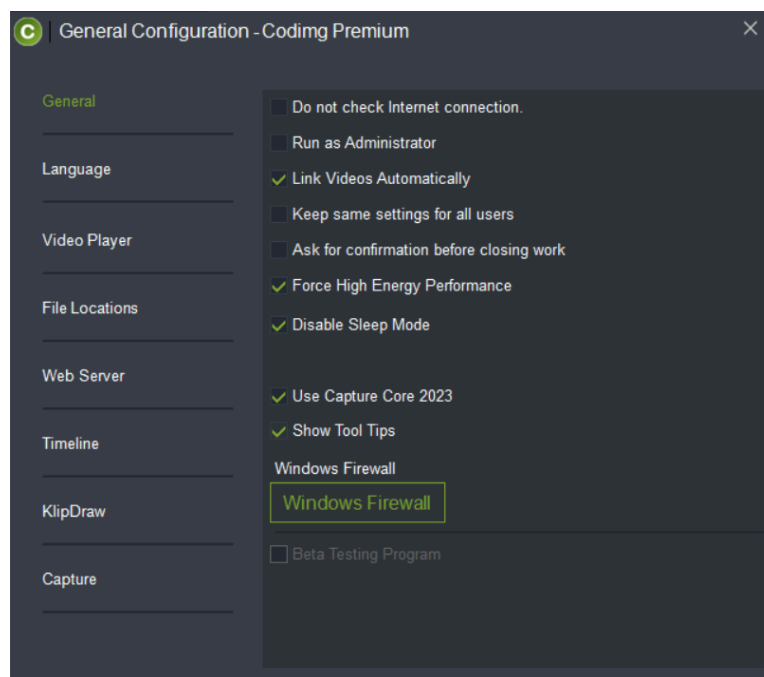 C General Configuration - Codimg Premium
General
Language
Video Player
File Locations
Web Server
Timeline
KlipDraw
Capture
Do not check Internet connection.
Run as Administrator
Link Videos Automatically
Keep same settings for all users
Ask for confirmation before closing work
Force High Energy Performance
Disable Sleep Mode
Use Capture Core 2023
Show Tool Tips
Windows Firewall
Windows Firewall
Beta Testing Program